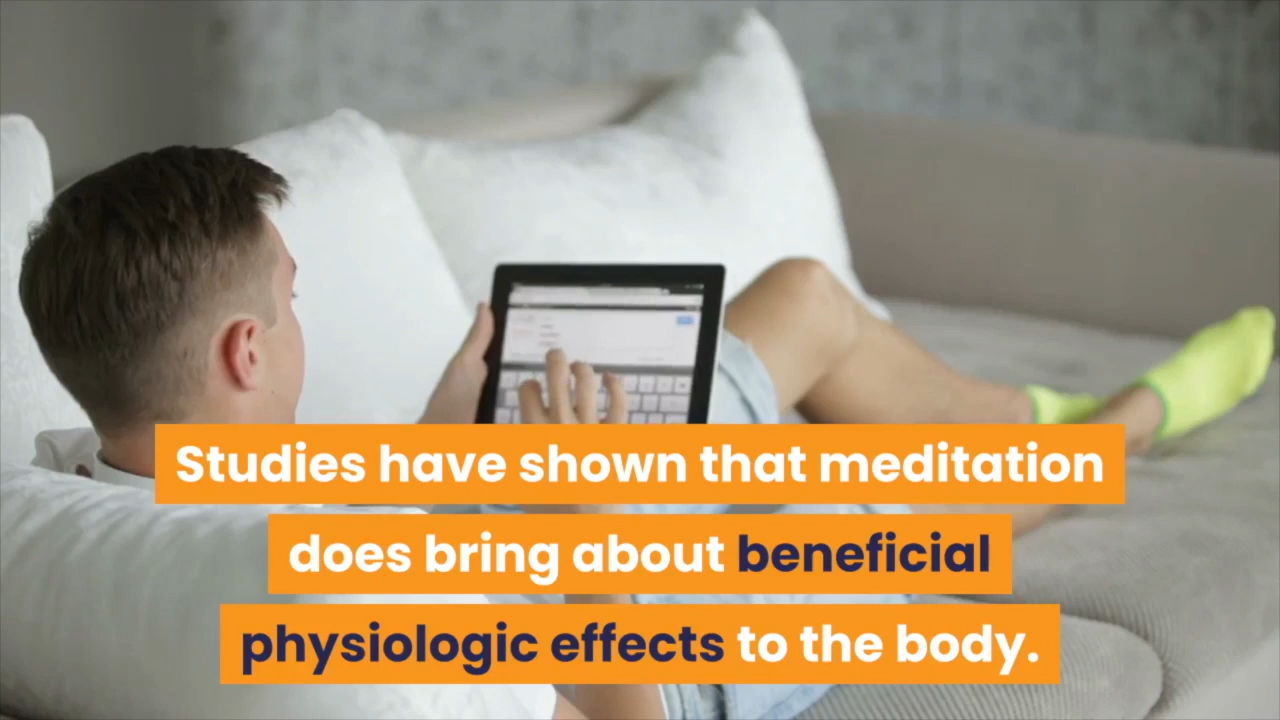 Studies have shown that meditation
does bring about beneficial
physiologic effects to the body.